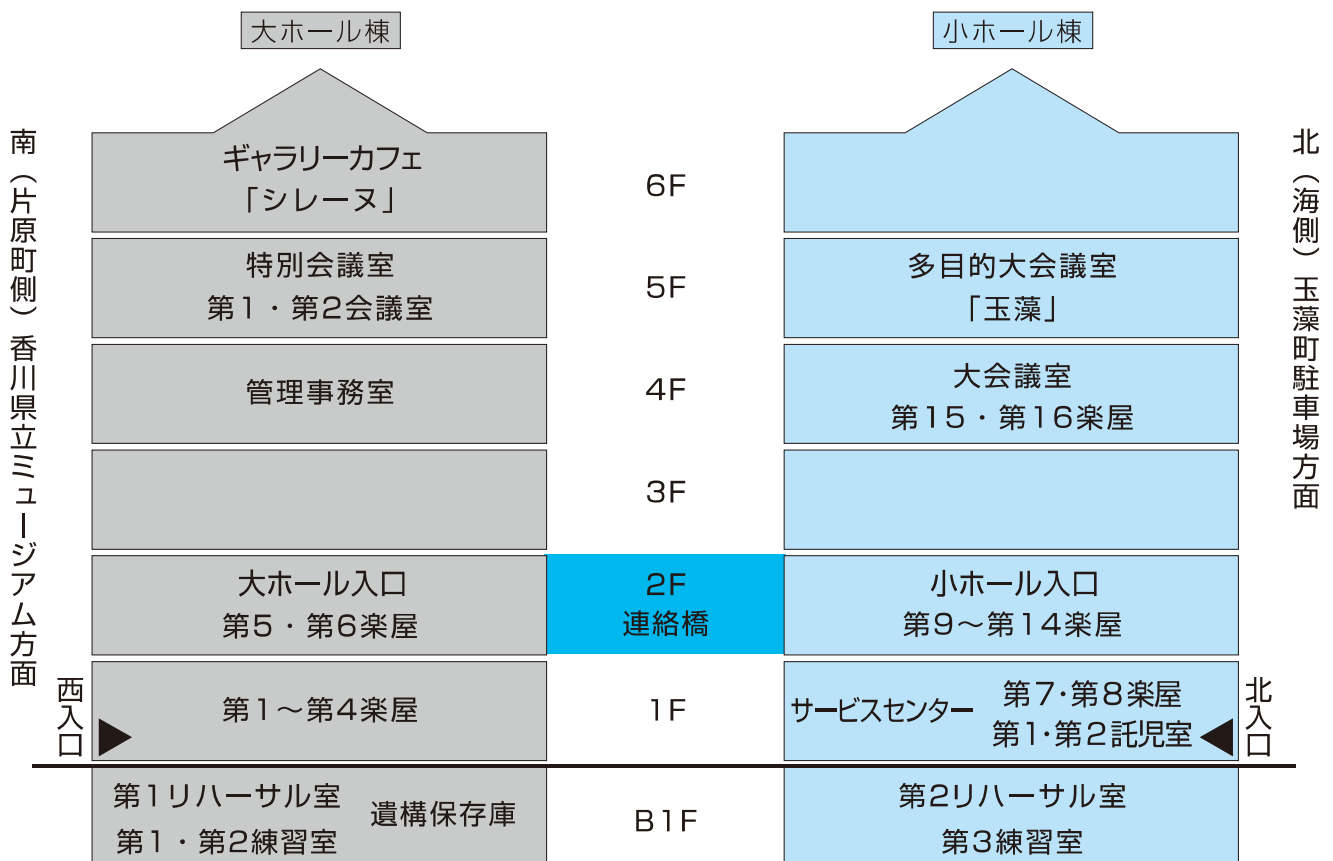 大ホール棟
小ホール棟
南（片原町側）香川県立ミュージアム方面
北（海側）玉藻町駐車場方面
ギャラリーカフェ
「シレーヌ」
6F
特別会議室
第1・第2会議室
5F
多目的大会議室
「玉藻」
管理事務室
4F
大会議室
第15・第16楽屋
3F
大ホール入口
第5・第6楽屋
2F
連絡橋
小ホール入口
第9〜第14楽屋
西入口
第1〜第4楽屋
1F
サービスセンター
第7・第8楽屋
第1・第2託児室
北入口
第1リハーサル室
第1・第2練習室
遺構保存庫
B1F
第2リハーサル室
第3練習室